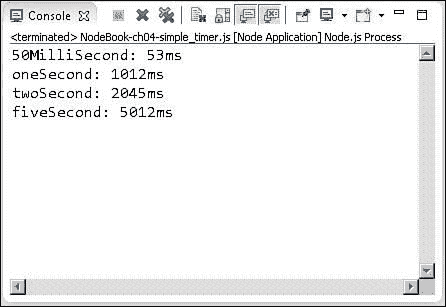 Console
<terminated> NodeBook-ch04-simple_timer.js [Node Application] Node.js Process
50MilliSecond: 53ms
oneSecond: 1012ms
twoSecond: 2045ms
fiveSecond: 5012ms